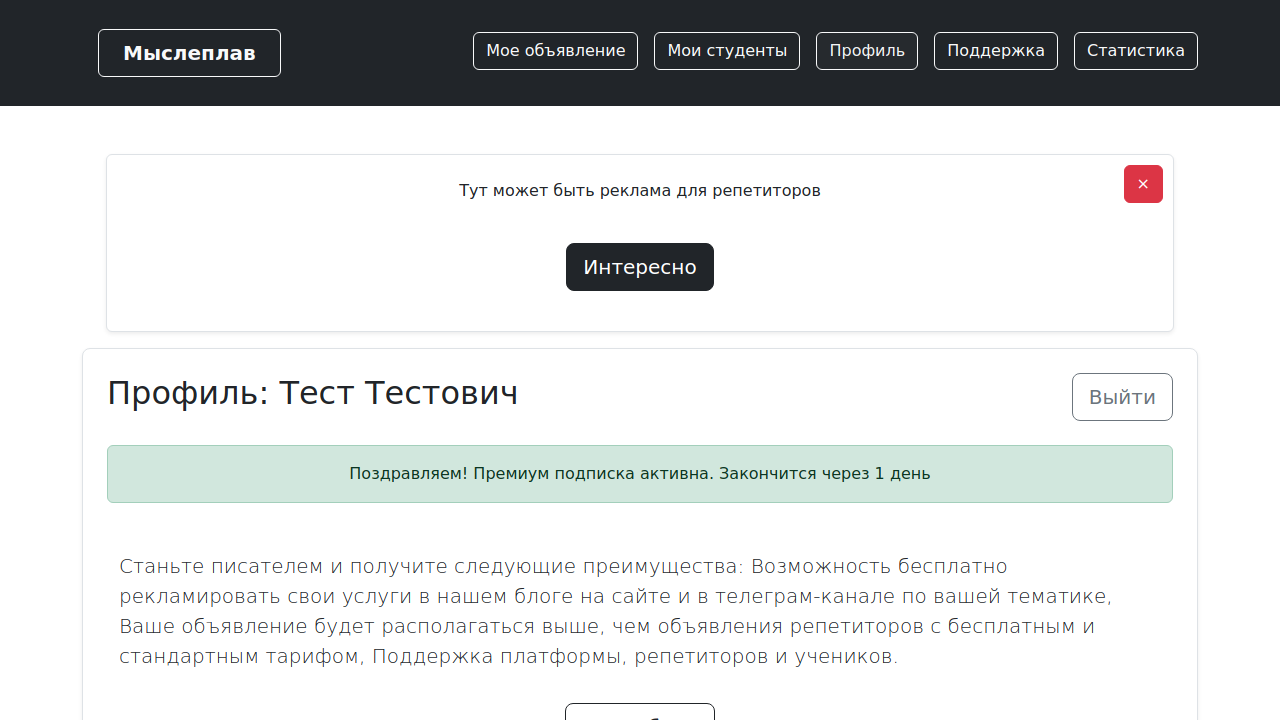 Мыслеплав
Мое объявление
Мои студенты
Профиль
Поддержка
Статистика
Тут может быть реклама для репетиторов
×
Интересно
Профиль: Тест Тестович
Выйти
Поздравляем! Премиум подписка активна. Закончится через 1 день
Станьте писателем и получите следующие преимущества: Возможность бесплатно
рекламировать свои услуги в нашем блоге на сайте и в телеграм-канале по вашей тематике,
Ваше объявление будет располагаться выше, чем объявления репетиторов с бесплатным и
стандартным тарифом, Поддержка платформы, репетиторов и учеников.